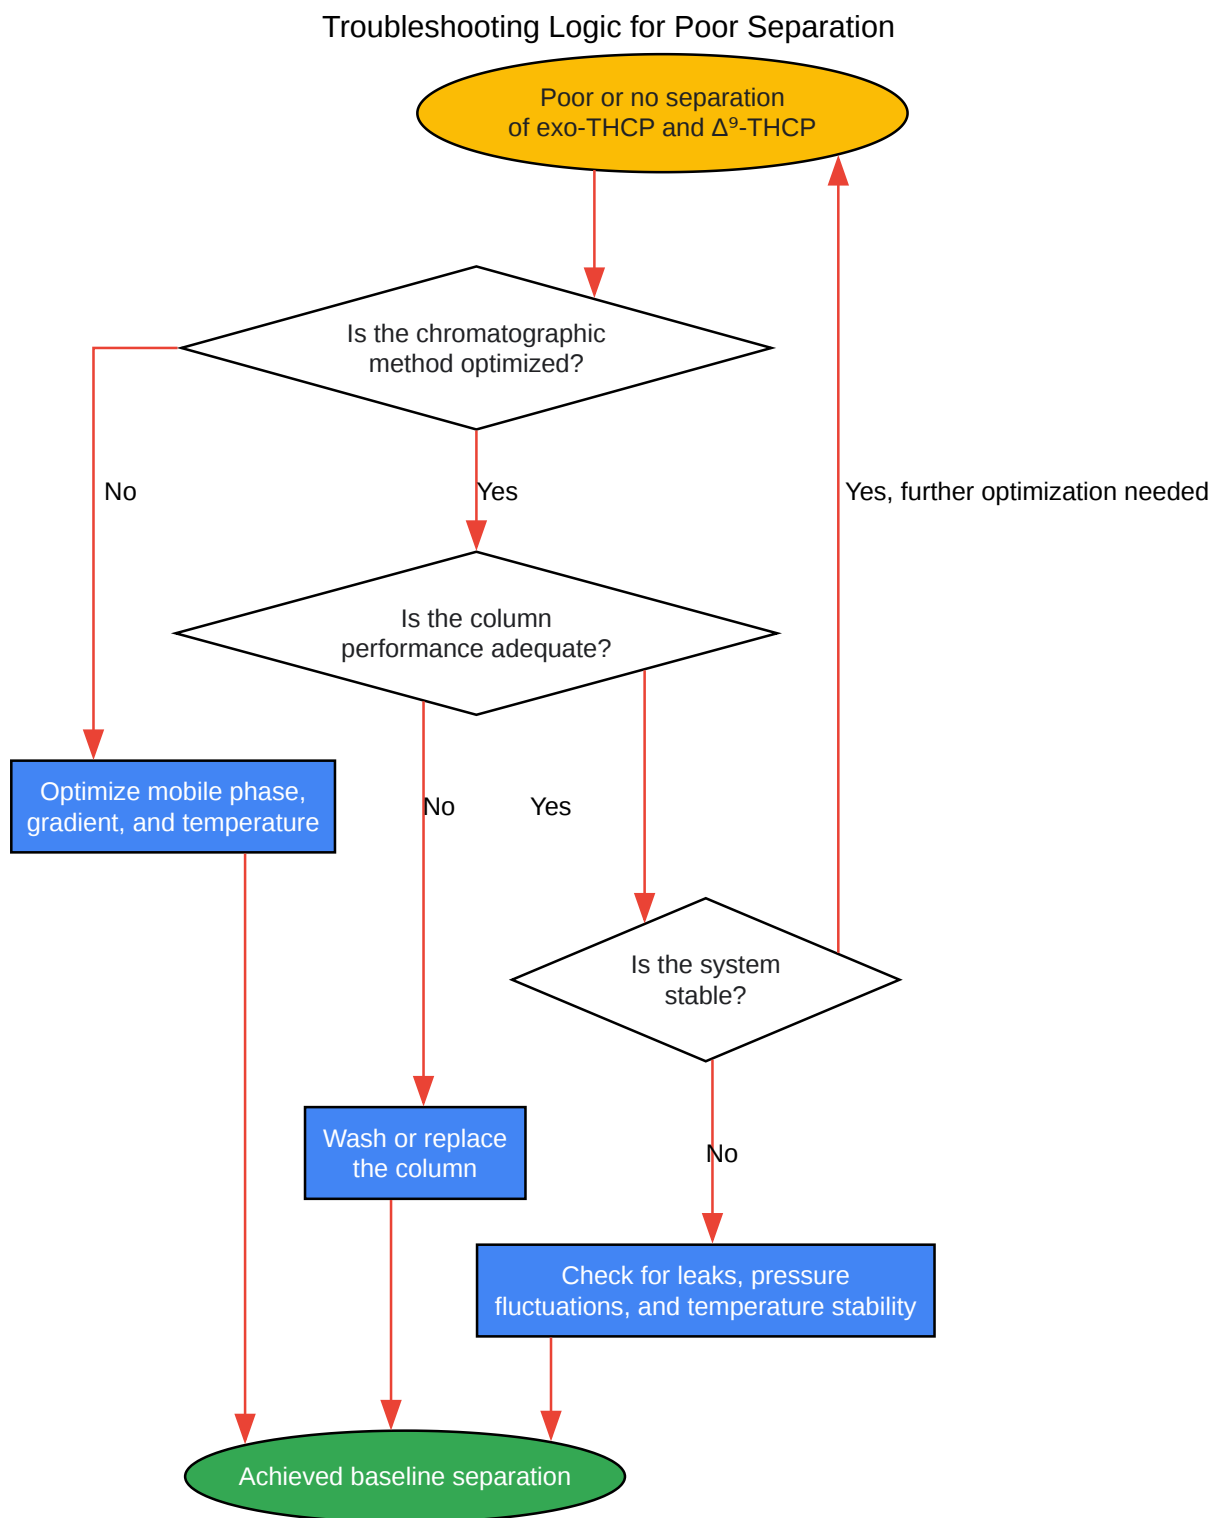 Troubleshooting Logic for Poor Separation
Poor or no separation
of exo-THCP and Δ⁹-THCP
Is the chromatographic
method optimized?
No
Yes
Yes, further optimization needed
Is the column
performance adequate?
Optimize mobile phase,
gradient, and temperature
No
Yes
Is the system
stable?
Wash or replace
the column
No
Check for leaks, pressure
fluctuations, and temperature stability
Achieved baseline separation